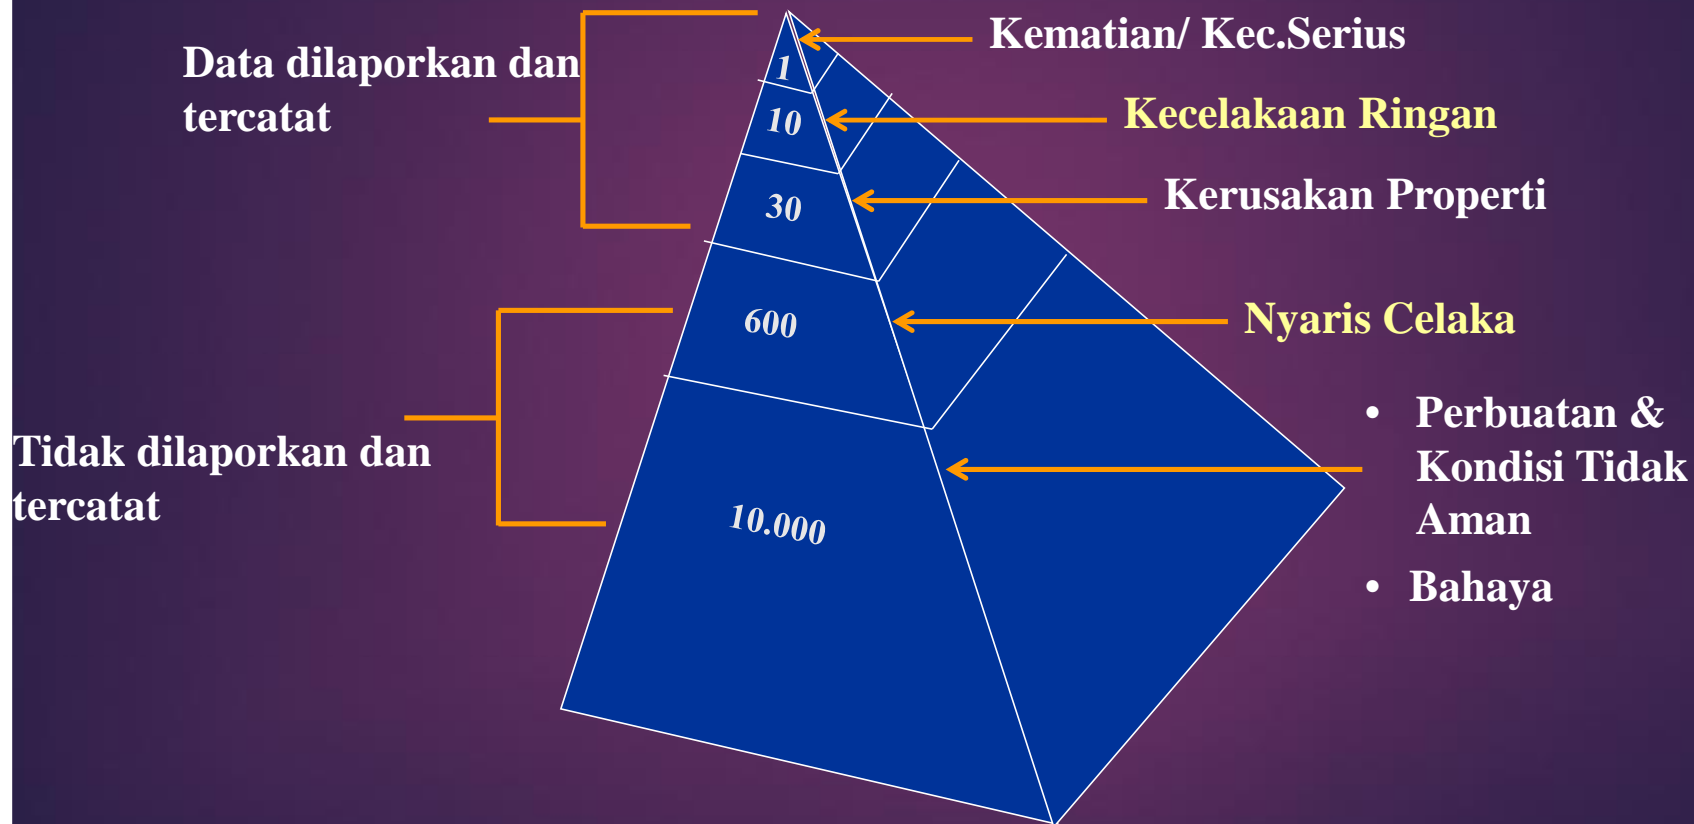 Kematian/ Kec.Serius
Data dilaporkan dan
tercatat
1
Kecelakaan Ringan
10
Kerusakan Properti
30
Nyaris Celaka
600
• Perbuatan &
Kondisi Tidak
Aman
Tidak dilaporkan dan
tercatat
10.000
• Bahaya